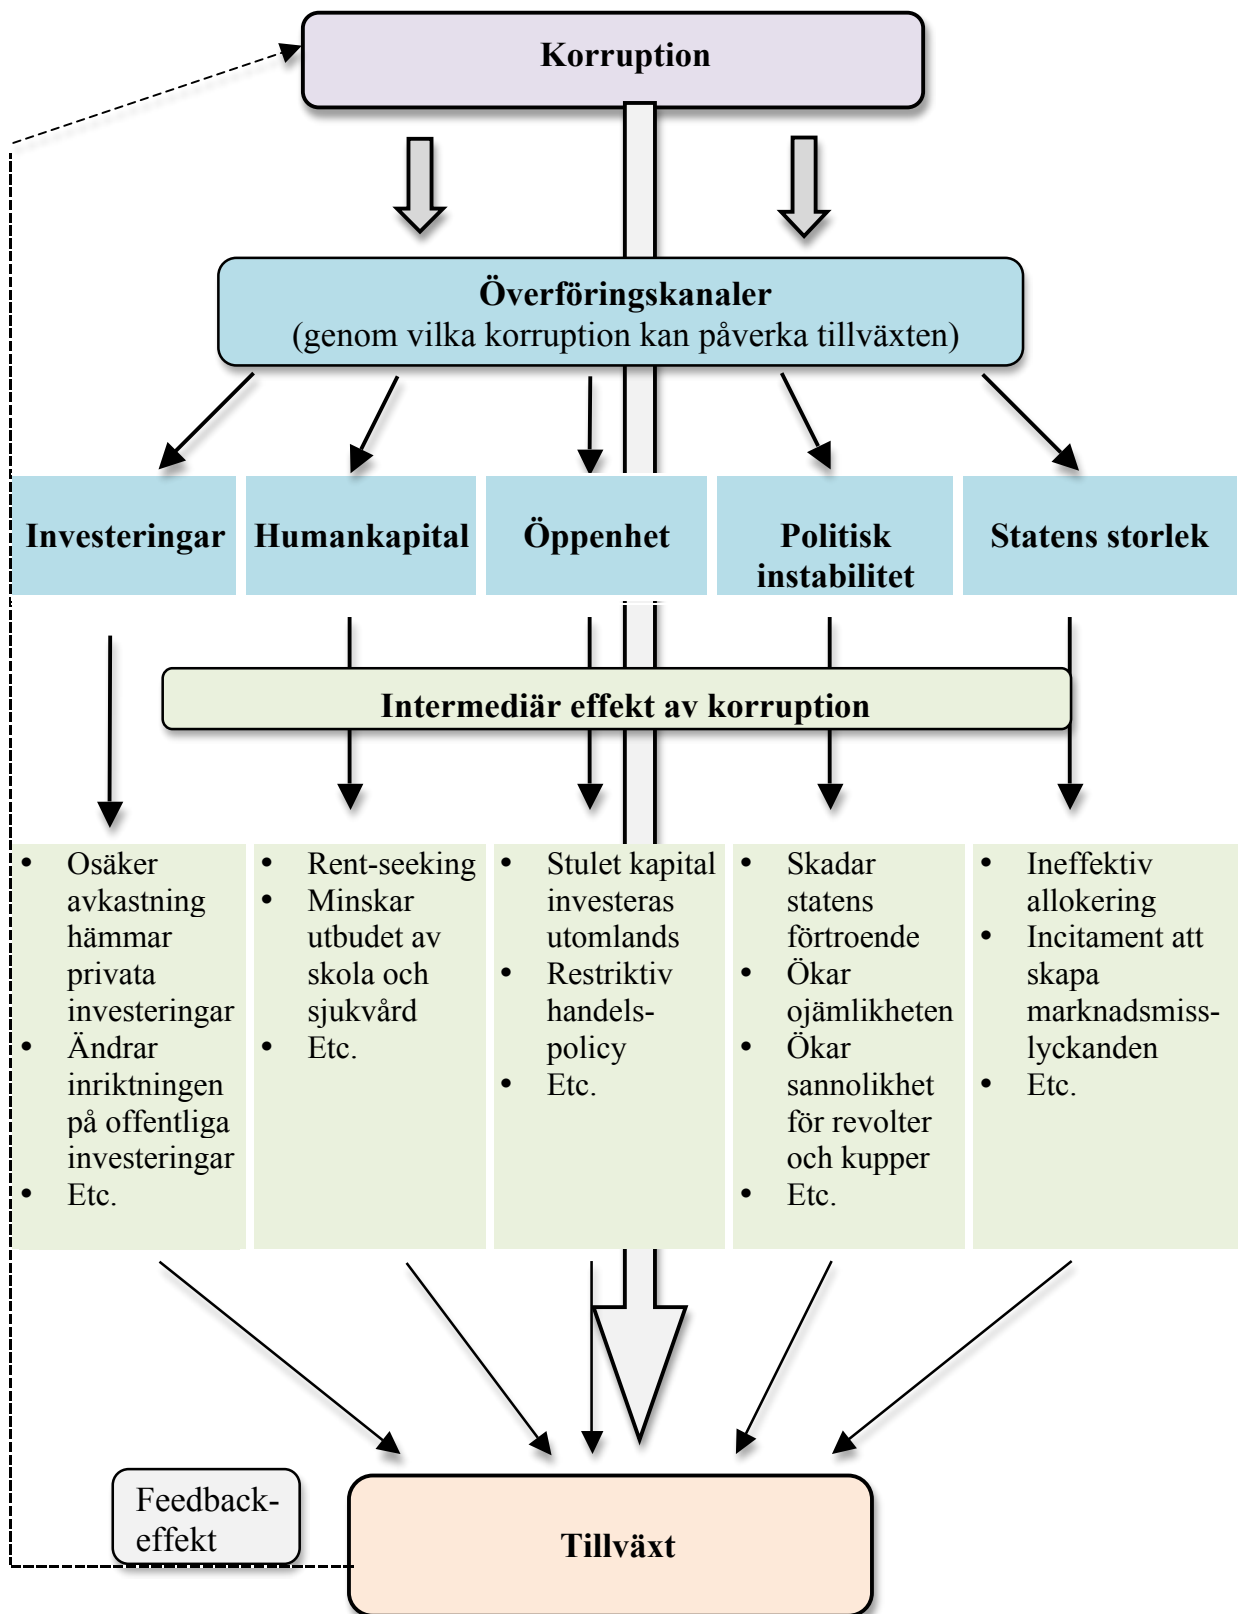 Korruption
Överföringskanaler
(genom vilka korruption kan påverka tillväxten)
Investeringar
Humankapital
Öppenhet
Politisk
instabilitet
Statens storlek
Intermediär effekt av korruption
• Osäker
avkastning
hämmar
privata
investeringar
• Ändrar
inriktningen
på offentliga
investeringar
• Etc.
• Rent-seeking
• Minskar
utbudet av
skola och
sjukvård
• Etc.
• Stulet kapital
investeras
utomlands
• Restriktiv
handels-
policy
• Etc.
• Skadar
statens
förtroende
• Ökar
ojämlikheten
• Ökar
sannolikhet
för revolter
och kupper
• Etc.
• Ineffektiv
allokering
• Incitament att
skapa
marknadsmiss-
lyckanden
• Etc.
Feedback-
effekt
Tillväxt